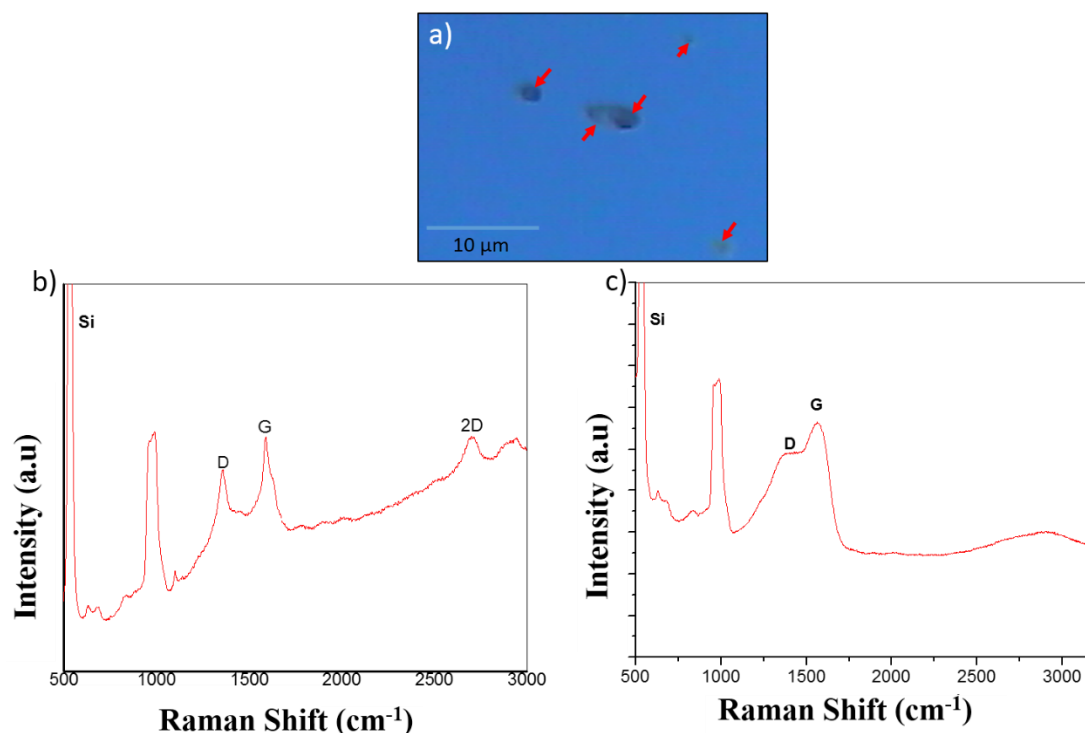 a)
10 µm
b)
Si
D
G
2D
Intensity (a.u)
500 1000 1500 2000 2500 3000
Raman Shift (cm⁻¹)
c)
Si
D
G
Intensity (a.u)
500 1000 1500 2000 2500 3000
Raman Shift (cm⁻¹)